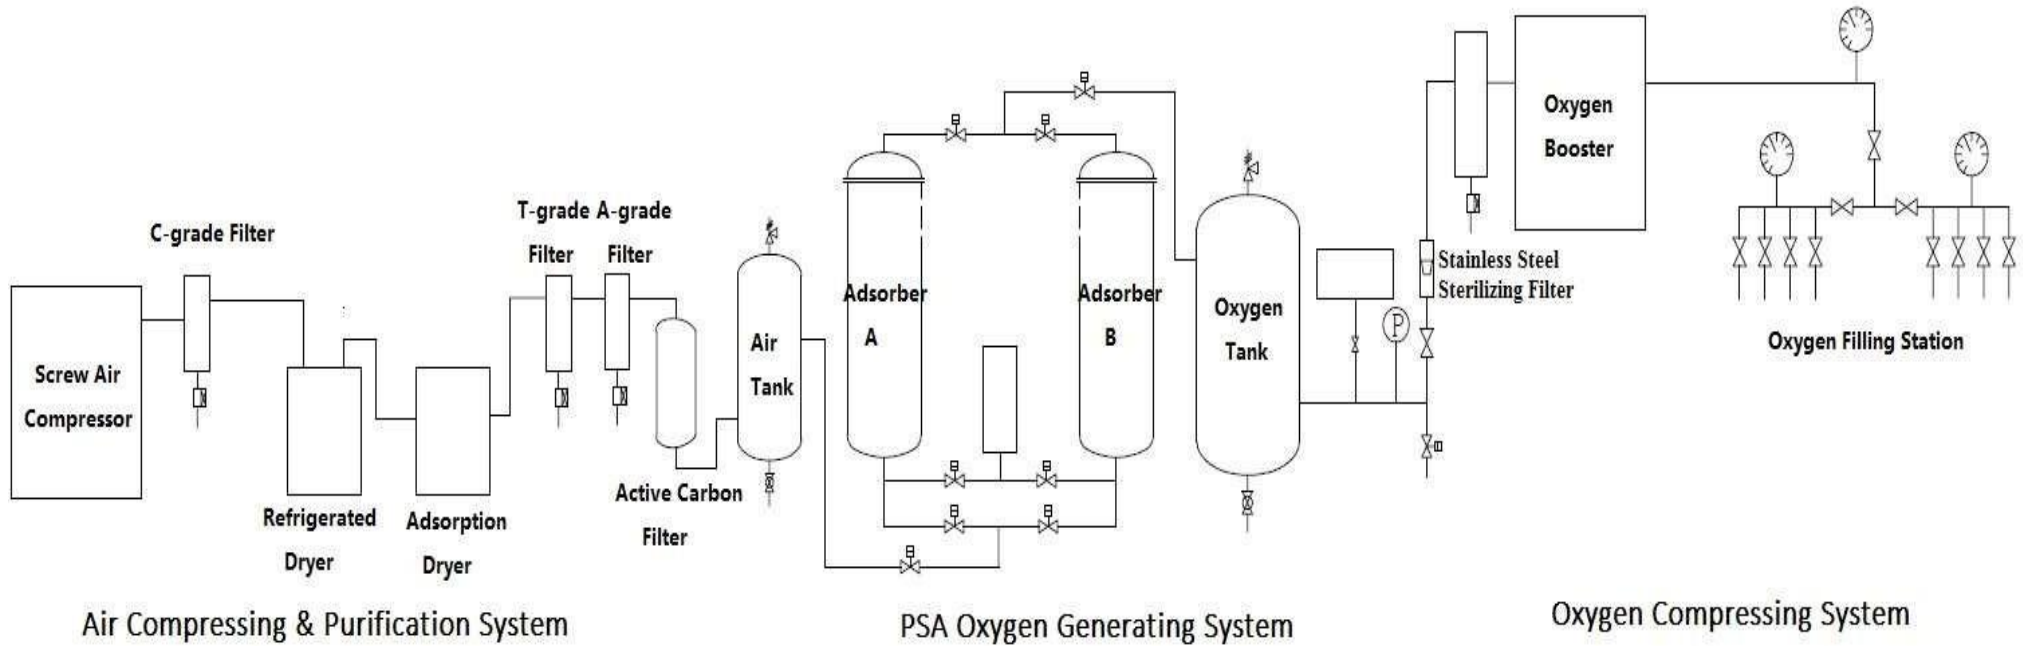 C-grade Filter
Screw Air
Compressor
Refrigerated
Dryer
Adsorption
Dryer
T-grade A-grade
Filter Filter
Active Carbon
Filter
Air
Tank
Adsorber
A
Adsorber
B
Oxygen
Tank
P
Stainless Steel
Sterilizing Filter
Oxygen
Booster
Oxygen Filling Station
Air Compressing & Purification System
PSA Oxygen Generating System
Oxygen Compressing System